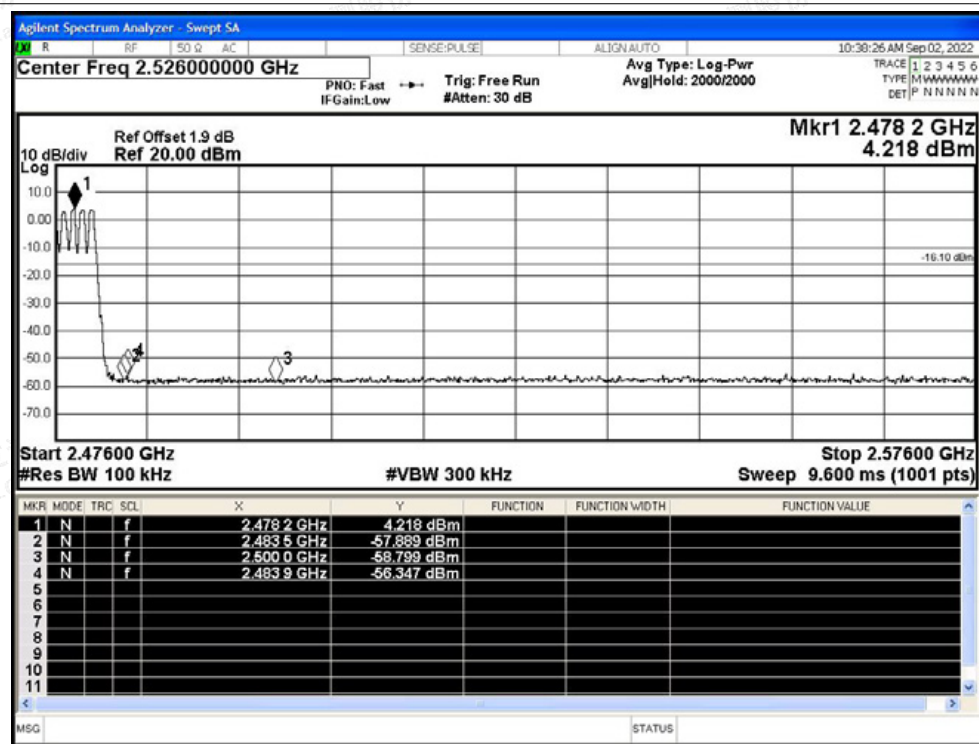 Agilent Spectrum Analyzer - Swept SA
R RF 50 Ω AC SENSE:PULSE ALIGN AUTO 10:38:26 AM Sep 02, 2022
Center Freq 2.526000000 GHz
PNO: Fast
IFGain:Low
Trig: Free Run
#Atten: 30 dB
Avg Type: Log-Pwr
Avg|Hold: 2000/2000
TRACE 1 2 3 4 5 6
TYPE M WWWWW
DET P N N N N N
Mkr1 2.478 2 GHz
4.218 dBm
Ref Offset 1.9 dB
10 dB/div Ref 20.00 dBm
Log
10.0
0.00
-10.0
-20.0
-30.0
-40.0
-50.0
-60.0
-70.0
1
-16.10 dBm
2
4
3
Start 2.47600 GHz Stop 2.57600 GHz
#Res BW 100 kHz #VBW 300 kHz Sweep 9.600 ms (1001 pts)
MKR MODE TRC SCL X Y FUNCTION FUNCTION WIDTH FUNCTION VALUE
1 N f 2.478 2 GHz 4.218 dBm
2 N f 2.483 5 GHz -57.889 dBm
3 N f 2.500 0 GHz -58.799 dBm
4 N f 2.483 9 GHz -56.347 dBm
5
6
7
8
9
10
11
MSG STATUS